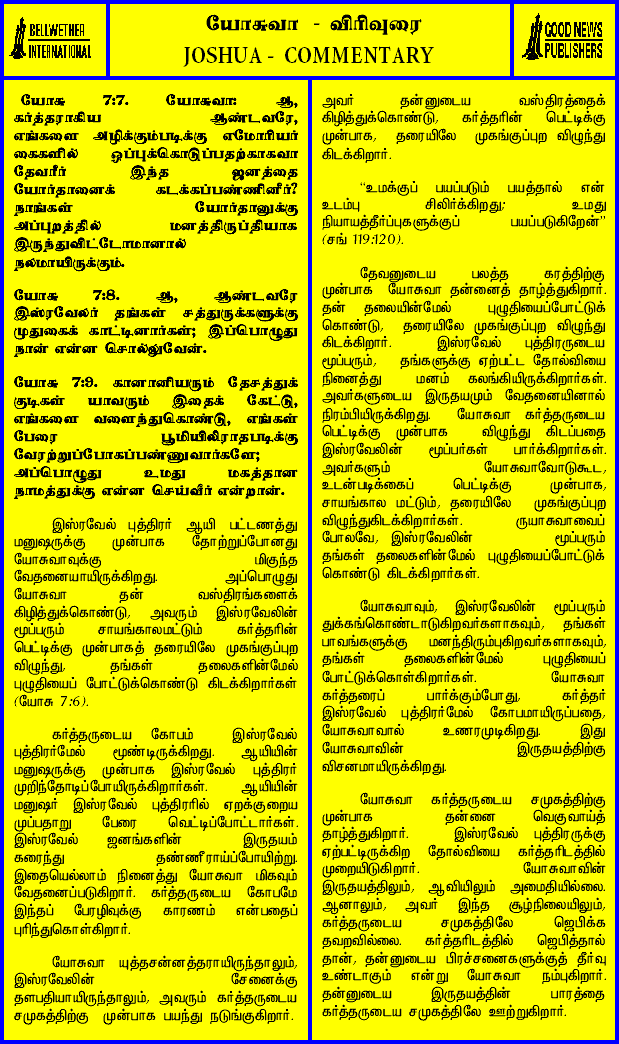 BELLWETHER
INTERNATIONAL
யோசுவா - விரிவுரை
JOSHUA - COMMENTARY
GOOD NEWS
PUBLISHERS
யோசு 7:7. யோசுவா: ஆ,
கர்த்தராகிய ஆண்டவரே,
எங்களை அழிக்கும்படிக்கு எமோரியர்
கைகளில் ஒப்புக்கொடுப்பதற்காகவா
தேவரீர் இந்த ஜனத்தை
யோர்தானைக் கடக்கப்பண்ணினீர்?
நாங்கள் யோர்தானுக்கு
அப்புறத்தில் மனத்திருப்தியாக
இருந்துவிட்டோமானால்
நலமாயிருக்கும்.
யோசு 7:8. ஆ, ஆண்டவரே
இஸ்ரவேலர் தங்கள் சத்துருக்களுக்கு
முதுகைக் காட்டினார்கள்; இப்பொழுது
நான் என்ன சொல்லுவேன்.
யோசு 7:9. கானானியரும் தேசத்துக்
குடிகள் யாவரும் இதைக் கேட்டு,
எங்களை வளைந்துகொண்டு, எங்கள்
பேரை பூமியிலிராதபடிக்கு
வேரற்றுப்போகப்பண்ணுவார்களே;
அப்பொழுது உமது மகத்தான
நாமத்துக்கு என்ன செய்வீர் என்றான்.
இஸ்ரவேல் புத்திரர் ஆயி பட்டணத்து
மனுஷருக்கு முன்பாக தோற்றுப்போனது
யோசுவாவுக்கு மிகுந்த
வேதனையாயிருக்கிறது. அப்பொழுது
யோசுவா தன் வஸ்திரங்களைக்
கிழித்துக்கொண்டு, அவரும் இஸ்ரவேலின்
மூப்பரும் சாயங்காலமட்டும் கர்த்தரின்
பெட்டிக்கு முன்பாகத் தரையிலே முகங்குப்புற
விழுந்து, தங்கள் தலைகளின்மேல்
புழுதியைப் போட்டுக்கொண்டு கிடக்கிறார்கள்
(யோசு 7:6).
கர்த்தருடைய கோபம் இஸ்ரவேல்
புத்திரர்மேல் மூண்டிருக்கிறது. ஆயியின்
மனுஷருக்கு முன்பாக இஸ்ரவேல் புத்திரர்
முறிந்தோடிப்போயிருக்கிறார்கள். ஆயியின்
மனுஷர் இஸ்ரவேல் புத்திரரில் ஏறக்குறைய
முப்பதாறு பேரை வெட்டிப்போட்டார்கள்.
இஸ்ரவேல் ஜனங்களின் இருதயம்
கரைந்து தண்ணீராய்ப்போயிற்று.
இதையெல்லாம் நினைத்து யோசுவா மிகவும்
வேதனைப்படுகிறார். கர்த்தருடைய கோபமே
இந்தப் பேரழிவுக்கு காரணம் என்பதைப்
புரிந்துகொள்கிறார்.
யோசுவா யுத்தசன்னத்தராயிருந்தாலும்,
இஸ்ரவேலின் சேனைக்கு
தளபதியாயிருந்தாலும், அவரும் கர்த்தருடைய
சமுகத்திற்கு முன்பாக பயந்து நடுங்குகிறார்.
அவர் தன்னுடைய வஸ்திரத்தைக்
கிழித்துக்கொண்டு, கர்த்தரின் பெட்டிக்கு
முன்பாக, தரையிலே முகங்குப்புற விழுந்து
கிடக்கிறார்.
“உமக்குப் பயப்படும் பயத்தால் என்
உடம்பு சிலிர்க்கிறது; உமது
நியாயத்தீர்ப்புகளுக்குப் பயப்படுகிறேன்”
(சங் 119:120).
தேவனுடைய பலத்த கரத்திற்கு
முன்பாக யோசுவா தன்னைத் தாழ்த்துகிறார்.
தன் தலையின்மேல் புழுதியைப்போட்டுக்
கொண்டு, தரையிலே முகங்குப்புற விழுந்து
கிடக்கிறார். இஸ்ரவேல் புத்திரருடைய
மூப்பரும், தங்களுக்கு ஏற்பட்ட தோல்வியை
நினைத்து மனம் கலங்கியிருக்கிறார்கள்.
அவர்களுடைய இருதயமும் வேதனையினால்
நிரம்பியிருக்கிறது. யோசுவா கர்த்தருடைய
பெட்டிக்கு முன்பாக விழுந்து கிடப்பதை
இஸ்ரவேலின் மூப்பர்கள் பார்க்கிறார்கள்.
அவர்களும் யோசுவாவோடுகூட,
உடன்படிக்கைப் பெட்டிக்கு முன்பாக,
சாயங்கால மட்டும், தரையிலே முகங்குப்புற
விழுந்துகிடக்கிறார்கள். ருயாசுவாவைப்
போலவே, இஸ்ரவேலின் மூப்பரும்
தங்கள் தலைகளின்மேல் புழுதியைப்போட்டுக்
கொண்டு கிடக்கிறார்கள்.
யோசுவாவும், இஸ்ரவேலின் மூப்பரும்
துக்கங்கொண்டாடுகிறவர்களாகவும், தங்கள்
பாவங்களுக்கு மனந்திரும்புகிறவர்களாகவும்,
தங்கள் தலைகளின்மேல் புழுதியைப்
போட்டுக்கொள்கிறார்கள். யோசுவா
கர்த்தரைப் பார்க்கும்போது, கர்த்தர்
இஸ்ரவேல் புத்திரர்மேல் கோபமாயிருப்பதை,
யோசுவாவால் உணரமுடிகிறது. இது
யோசுவாவின் இருதயத்திற்கு
விசனமாயிருக்கிறது.
யோசுவா கர்த்தருடைய சமுகத்திற்கு
முன்பாக தன்னை வெகுவாய்த்
தாழ்த்துகிறார். இஸ்ரவேல் புத்திரருக்கு
ஏற்பட்டிருக்கிற தோல்வியை கர்த்தரிடத்தில்
முறையிடுகிறார். யோசுவாவின்
இருதயத்திலும், ஆவியிலும் அமைதியில்லை.
ஆனாலும், அவர் இந்த சூழ்நிலையிலும்,
கர்த்தருடைய சமுகத்திலே ஜெபிக்க
தவறவில்லை. கர்த்தரிடத்தில் ஜெபித்தால்
தான், தன்னுடைய பிரச்சனைகளுக்குத் தீர்வு
உண்டாகும் என்று யோசுவா நம்புகிறார்.
தன்னுடைய இருதயத்தின் பாரத்தை
கர்த்தருடைய சமுகத்திலே ஊற்றுகிறார்.